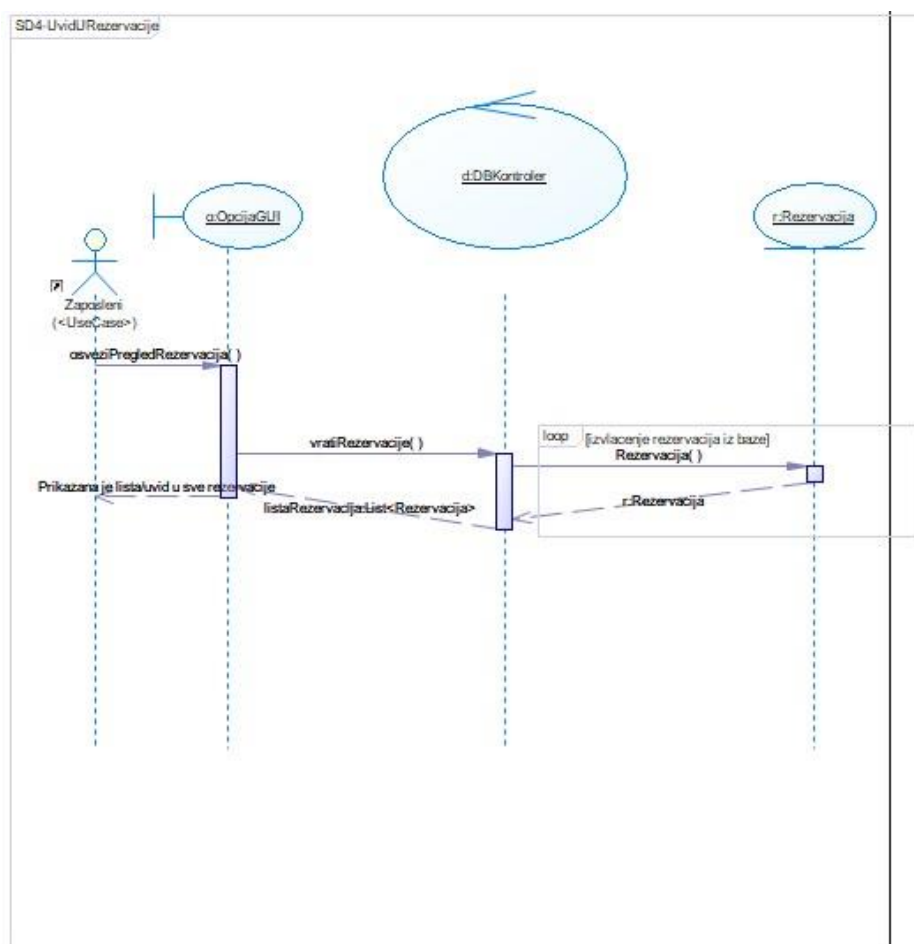 SD4-UvidURezervacije
d:DBKontroler
o:OpcijaGUI
r:Rezervacija
Zaposleni
(<UseCase>)
osveziPregledRezervacija( )
loop
[izvlacenje rezervacija iz baze]
vratiRezervacije( )
Rezervacija( )
Prikazana je lista/uvid u sve rezervacije
listaRezervacija:List<Rezervacija>
r:Rezervacija